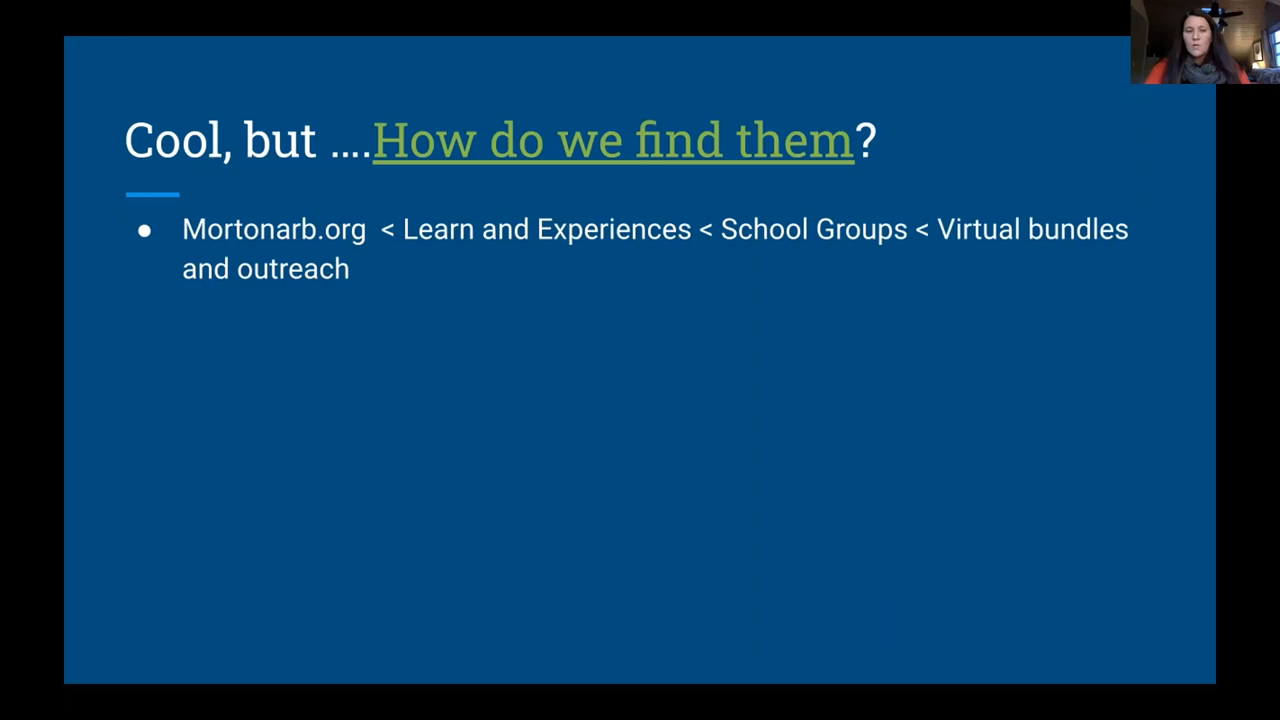 Cool, but ....How do we find them?
● Mortonarb.org < Learn and Experiences < School Groups < Virtual bundles
and outreach